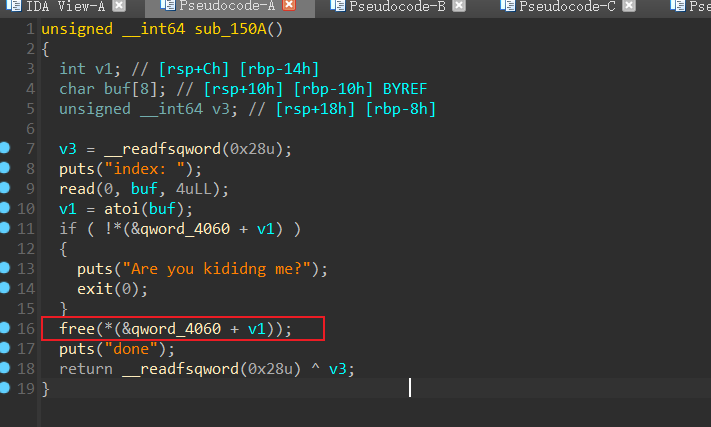 IDA View-A Pseudocode-A Pseudocode-B Pseudocode-C Pse
1 unsigned __int64 sub_150A()
2 {
3 int v1; // [rsp+Ch] [rbp-14h]
4 char buf[8]; // [rsp+10h] [rbp-10h] BYREF
5 unsigned __int64 v3; // [rsp+18h] [rbp-8h]
6
7 v3 = __readfsqword(0x28u);
8 puts("index: ");
9 read(0, buf, 4uLL);
10 v1 = atoi(buf);
11 if ( !*(&qword_4060 + v1) )
12 {
13 puts("Are you kididng me?");
14 exit(0);
15 }
16 free(*(&qword_4060 + v1));
17 puts("done");
18 return __readfsqword(0x28u) ^ v3;
19 }